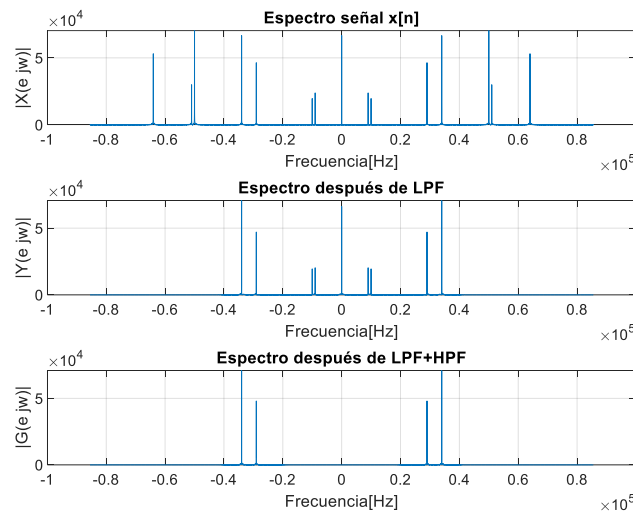 Espectro señal x[n]
×10⁴
5
0
|X(e jw)|
-1 -0.8 -0.6 -0.4 -0.2 0 0.2 0.4 0.6 0.8
Frecuencia[Hz]
×10⁵
Espectro después de LPF
×10⁴
5
0
|Y(e jw)|
-1 -0.8 -0.6 -0.4 -0.2 0 0.2 0.4 0.6 0.8
Frecuencia[Hz]
×10⁵
Espectro después de LPF+HPF
×10⁴
5
0
|G(e jw)|
-1 -0.8 -0.6 -0.4 -0.2 0 0.2 0.4 0.6 0.8
Frecuencia[Hz]
×10⁵